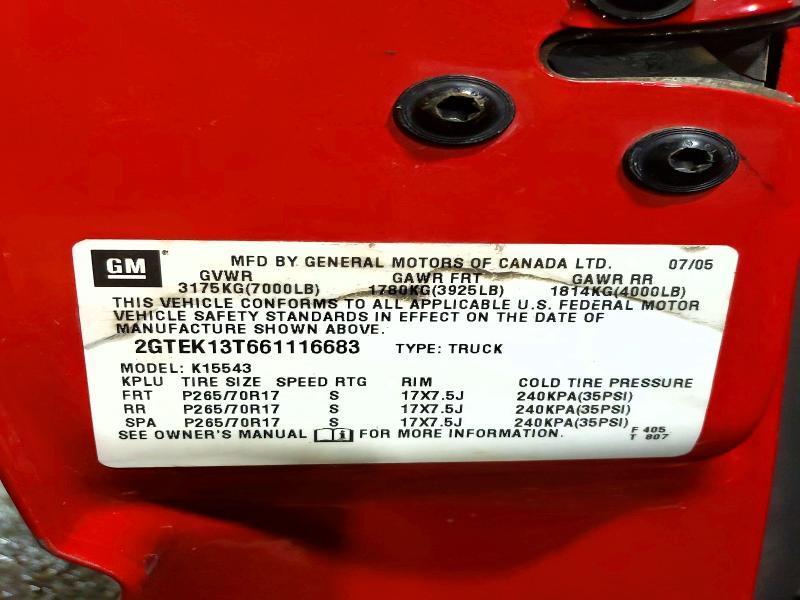 GM MFD BY GENERAL MOTORS OF CANADA LTD. 07/05
GVWR GAWR FRT GAWR RR
3175KG(7000LB) 1780KG(3925LB) 1814KG(4000LB)
THIS VEHICLE CONFORMS TO ALL APPLICABLE U.S. FEDERAL MOTOR
VEHICLE SAFETY STANDARDS IN EFFECT ON THE DATE OF
MANUFACTURE SHOWN ABOVE.
2GTEK13T661116683 TYPE: TRUCK
MODEL: K15543
KPLU TIRE SIZE SPEED RTG RIM COLD TIRE PRESSURE
FRT P265/70R17 S 17X7.5J 240KPA(35PSI)
RR P265/70R17 S 17X7.5J 240KPA(35PSI)
SPA P265/70R17 S 17X7.5J 240KPA(35PSI)
SEE OWNER'S MANUAL i FOR MORE INFORMATION. F 405
T 807